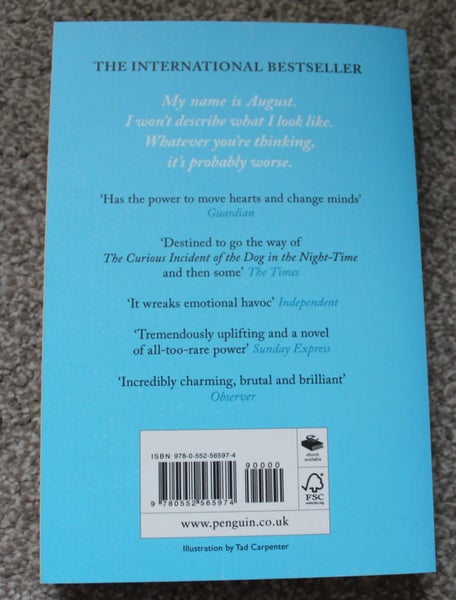 THE INTERNATIONAL BESTSELLER
My name is August.
I won't describe what I look like.
Whatever you're thinking,
it's probably worse.
‘Has the power to move hearts and change minds’
Guardian
‘Destined to go the way of
The Curious Incident of the Dog in the Night-Time
and then some’ The Times
‘It wreaks emotional havoc’ Independent
‘Tremendously uplifting and a novel
of all-too-rare power’ Sunday Express
‘Incredibly charming, brutal and brilliant’
Observer
ISBN 978-0-552-56597-4
90000
9 780552 565974
www.penguin.co.uk
ebook
available
FSC
Illustration by Tad Carpenter